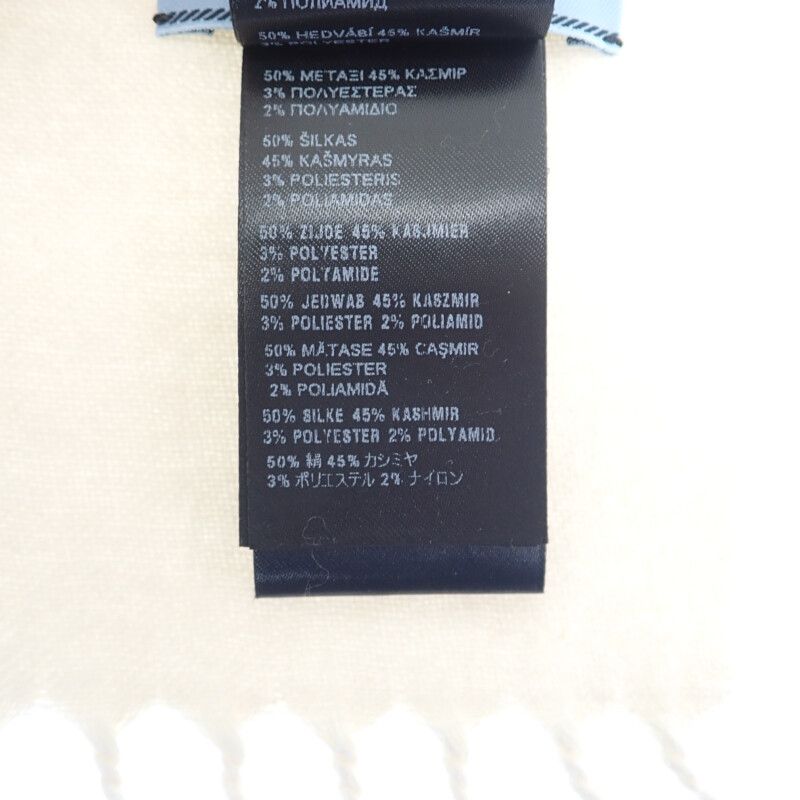 2% ПОЛИАМИД
50% HEDVÁBÍ 45% KAŠMÍR
3% POLYESTER
50% ΜΕΤΑΞΙ 45% ΚΑΣΜΙΡ
3% ΠΟΛΥΕΣΤΕΡΑΣ
2% ΠΟΛΥΑΜΙΔΙΟ
50% ŠILKAS
45% KAŠMYRAS
3% POLIESTERIS
2% POLIAMIDAS
50% ZIJDE 45% KASJMIER
3% POLYESTER
2% POLYAMIDE
50% JEDWAB 45% KASZMIR
3% POLIESTER 2% POLIAMID
50% MĂTASE 45% CAŞMIR
3% POLIESTER
2% POLIAMIDĂ
50% SILKE 45% KASHMIR
3% POLYESTER 2% POLYAMID
50% 絹 45% カシミヤ
3% ポリエステル 2% ナイロン